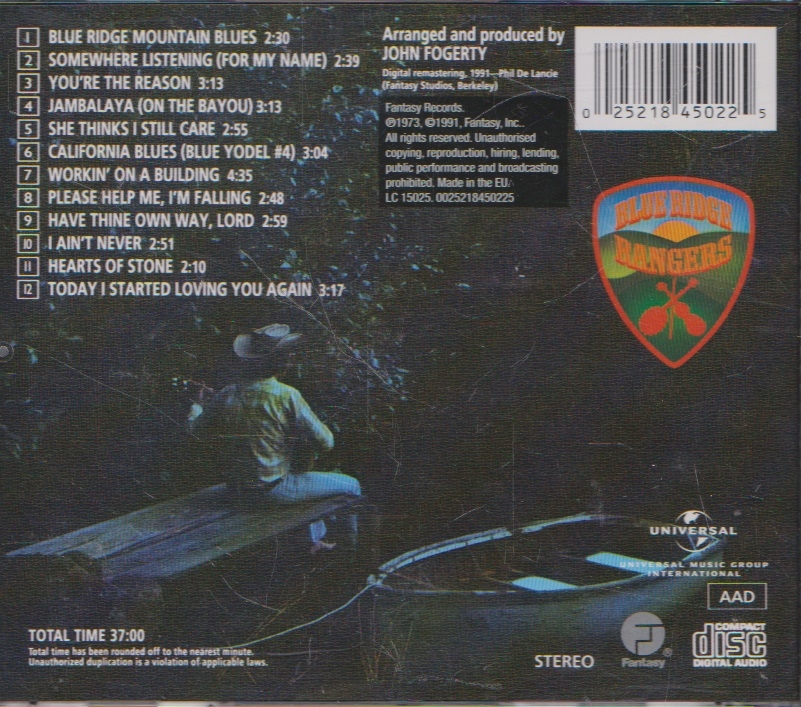 1 BLUE RIDGE MOUNTAIN BLUES 2:30
2 SOMEWHERE LISTENING (FOR MY NAME) 2:39
3 YOU'RE THE REASON 3:13
4 JAMBALAYA (ON THE BAYOU) 3:13
5 SHE THINKS I STILL CARE 2:55
6 CALIFORNIA BLUES (BLUE YODEL #4) 3:04
7 WORKIN' ON A BUILDING 4:35
8 PLEASE HELP ME, I'M FALLING 2:48
9 HAVE THINE OWN WAY, LORD 2:59
10 I AIN'T NEVER 2:51
11 HEARTS OF STONE 2:10
12 TODAY I STARTED LOVING YOU AGAIN 3:17
Arranged and produced by
JOHN FOGERTY
Digital remastering, 1991—Phil De Lancie
(Fantasy Studios, Berkeley)
Fantasy Records.
℗1973, ©1991, Fantasy, Inc..
All rights reserved. Unauthorised
copying, reproduction, hiring, lending,
public performance and broadcasting
prohibited. Made in the EU.
LC 15025. 0025218450225
0 25218 45022 5
BLUE RIDGE
RANGERS
UNIVERSAL
UNIVERSAL MUSIC GROUP
INTERNATIONAL
AAD
TOTAL TIME 37:00
Total time has been rounded off to the nearest minute.
Unauthorized duplication is a violation of applicable laws.
STEREO
Fantasy
COMPACT
disc
DIGITAL AUDIO